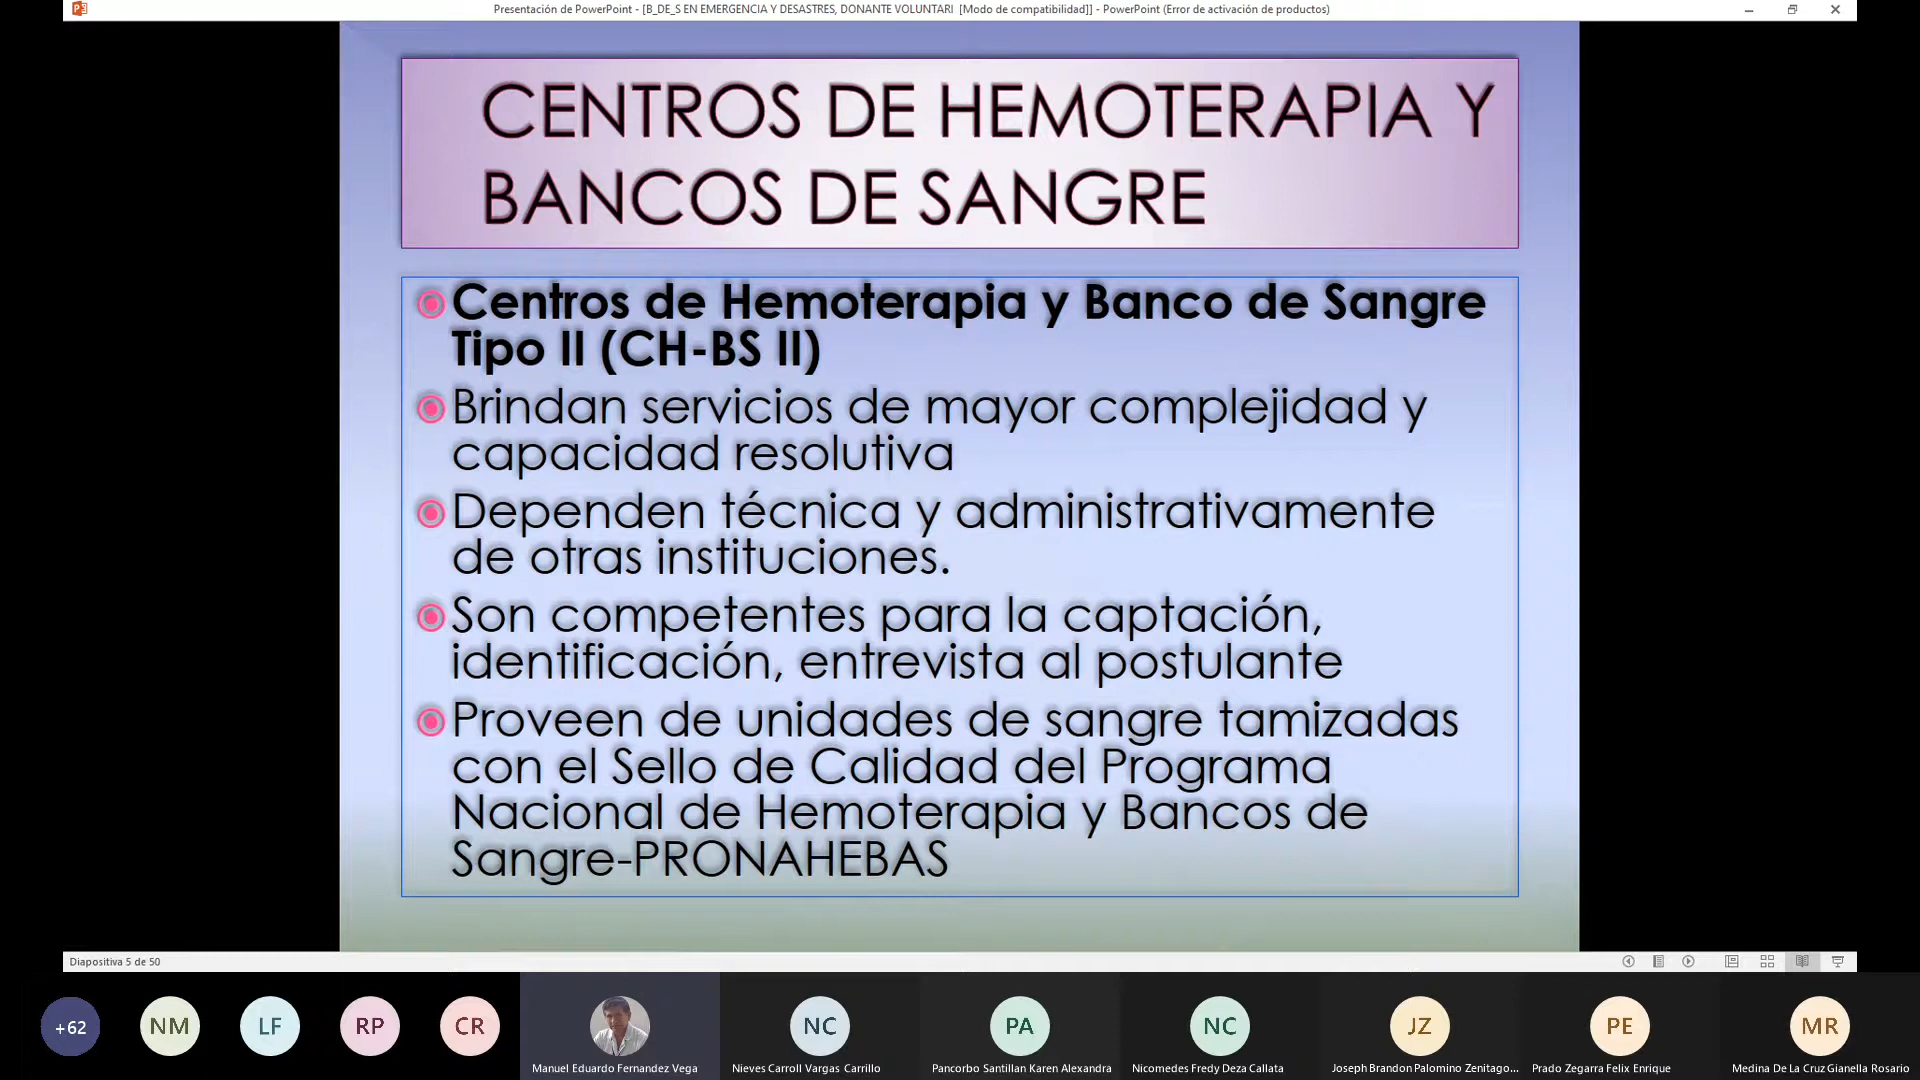 Presentación de PowerPoint - [B_DE_S EN EMERGENCIA Y DESASTRES, DONANTE VOLUNTARI  [Modo de compatibilidad]] - PowerPoint (Error de activación de productos)
CENTROS DE HEMOTERAPIA Y
BANCOS DE SANGRE
Centros de Hemoterapia y Banco de Sangre
Tipo II (CH-BS II)
Brindan servicios de mayor complejidad y
capacidad resolutiva
Dependen técnica y administrativamente
de otras instituciones.
Son competentes para la captación,
identificación, entrevista al postulante
Proveen de unidades de sangre tamizadas
con el Sello de Calidad del Programa
Nacional de Hemoterapia y Bancos de
Sangre-PRONAHEBAS
Diapositiva 5 de 50
+62 NM LF RP CR NC PA NC JZ PE MR
Manuel Eduardo Fernandez Vega Nieves Carroll Vargas Carrillo Pancorbo Santillan Karen Alexandra Nicomedes Fredy Deza Callata Joseph Brandon Palomino Zenitago... Prado Zegarra Felix Enrique Medina De La Cruz Gianella Rosario